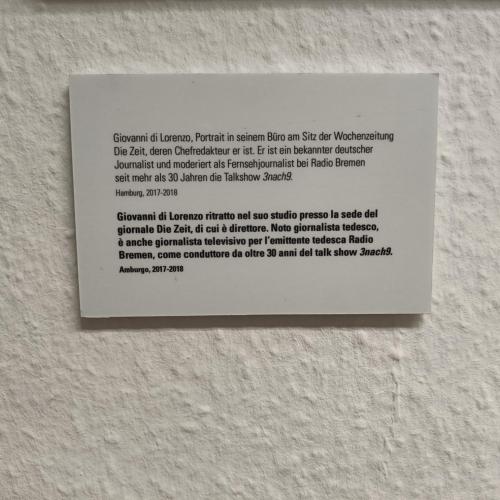 Giovanni di Lorenzo, Portrait in seinem Büro am Sitz der Wochenzeitung
Die Zeit, deren Chefredakteur er ist. Er ist ein bekannter deutscher
Journalist und moderiert als Fernsehjournalist bei Radio Bremen
seit mehr als 30 Jahren die Talkshow 3nach9.
Hamburg, 2017-2018
Giovanni di Lorenzo ritratto nel suo studio presso la sede del
giornale Die Zeit, di cui è direttore. Noto giornalista tedesco,
è anche giornalista televisivo per l'emittente tedesca Radio
Bremen, come conduttore da oltre 30 anni del talk show 3nach9.
Amburgo, 2017-2018